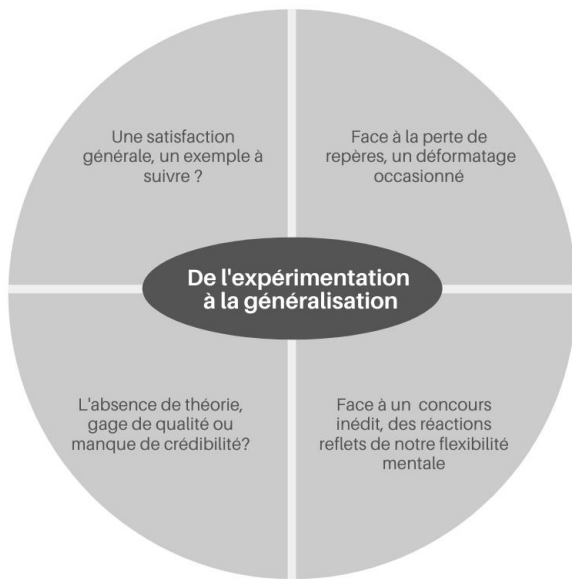 Une satisfaction
générale, un exemple à
suivre ?
Face à la perte de
repères, un déformatage
occasionné
De l'expérimentation
à la généralisation
L'absence de théorie,
gage de qualité ou
manque de crédibilité?
Face à un concours
inédit, des réactions
reflets de notre flexibilité
mentale